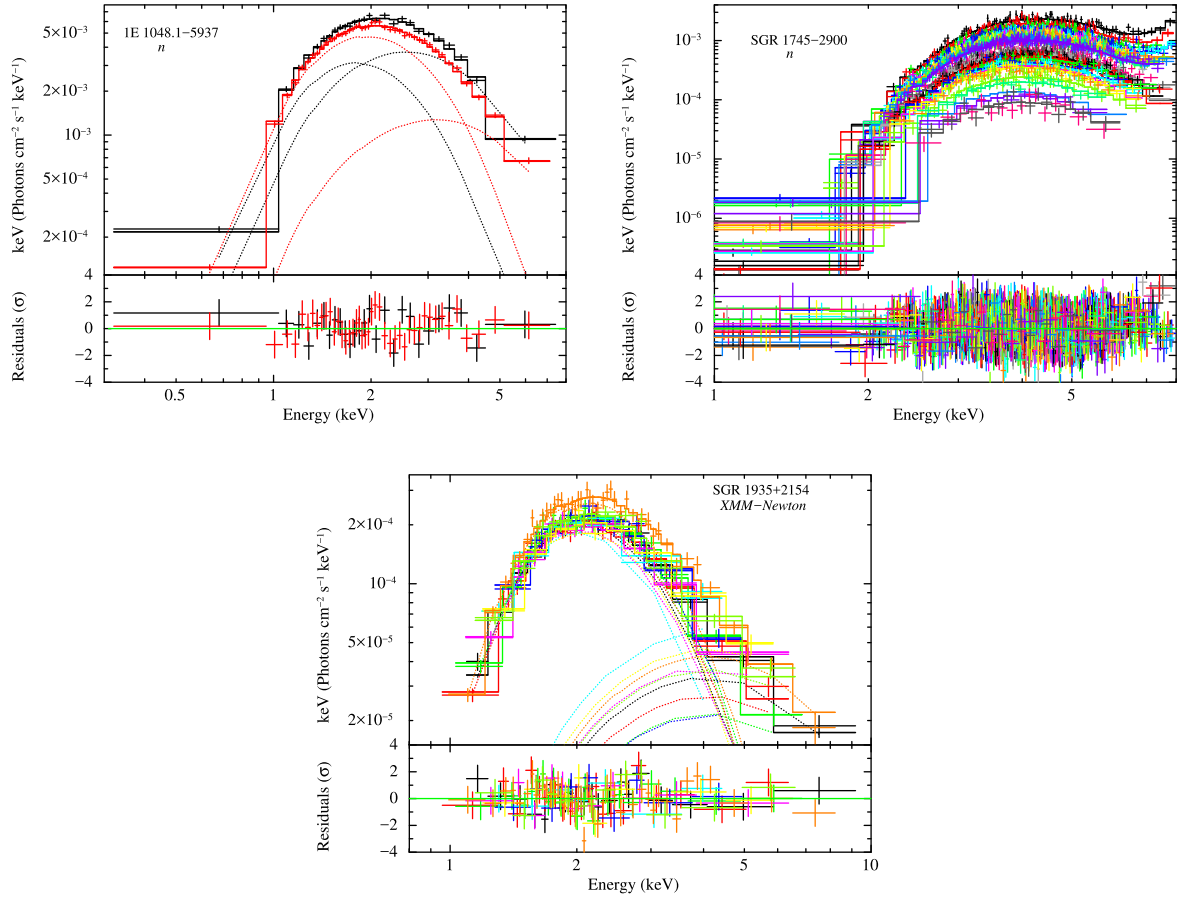 1E 1048.1−5937
n
keV (Photons cm⁻² s⁻¹ keV⁻¹)
5×10⁻³
2×10⁻³
10⁻³
5×10⁻⁴
2×10⁻⁴
Residuals (σ)
4
2
0
−2
−4
0.5 1 2 5
Energy (keV)
SGR 1745−2900
n
keV (Photons cm⁻² s⁻¹ keV⁻¹)
10⁻³
10⁻⁴
10⁻⁵
10⁻⁶
Residuals (σ)
4
2
0
−2
−4
1 2 5
Energy (keV)
SGR 1935+2154
XMM−Newton
keV (Photons cm⁻² s⁻¹ keV⁻¹)
2×10⁻⁴
10⁻⁴
5×10⁻⁵
2×10⁻⁵
Residuals (σ)
4
2
0
−2
−4
1 2 5 10
Energy (keV)